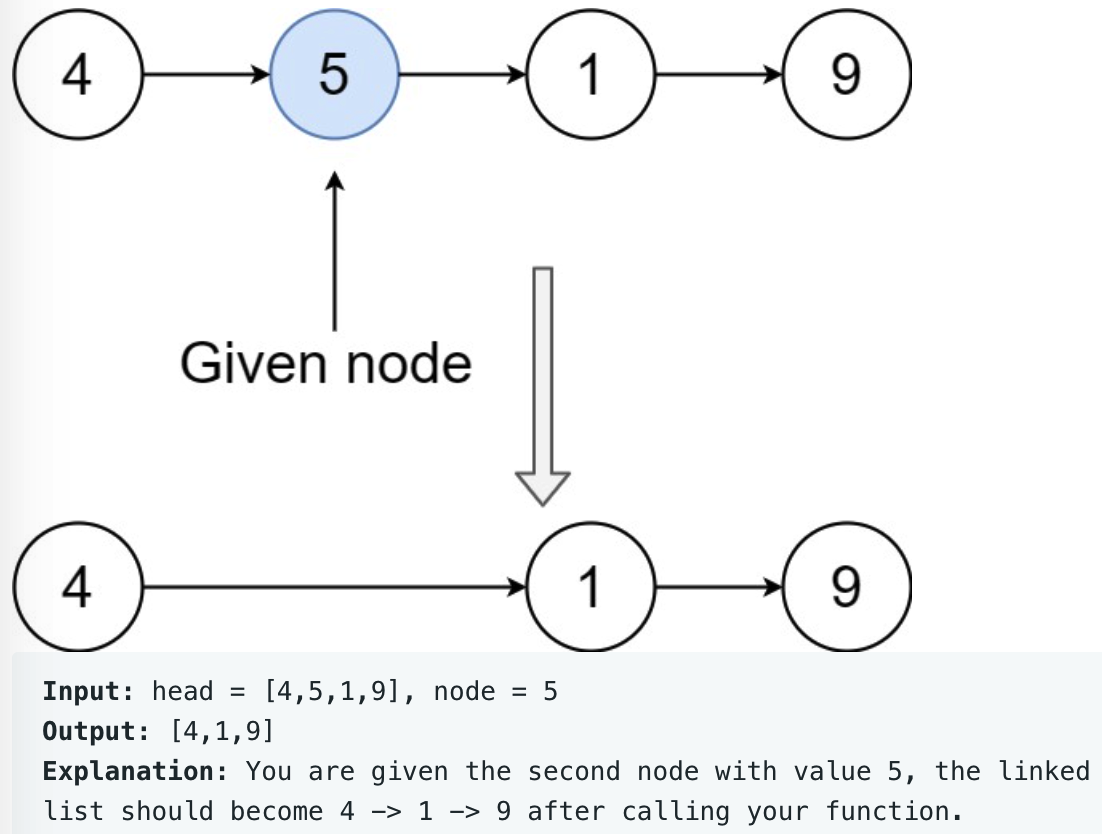 4 5 1 9
Given node
4 1 9
Input: head = [4,5,1,9], node = 5
Output: [4,1,9]
Explanation: You are given the second node with value 5, the linked
list should become 4 -> 1 -> 9 after calling your function.